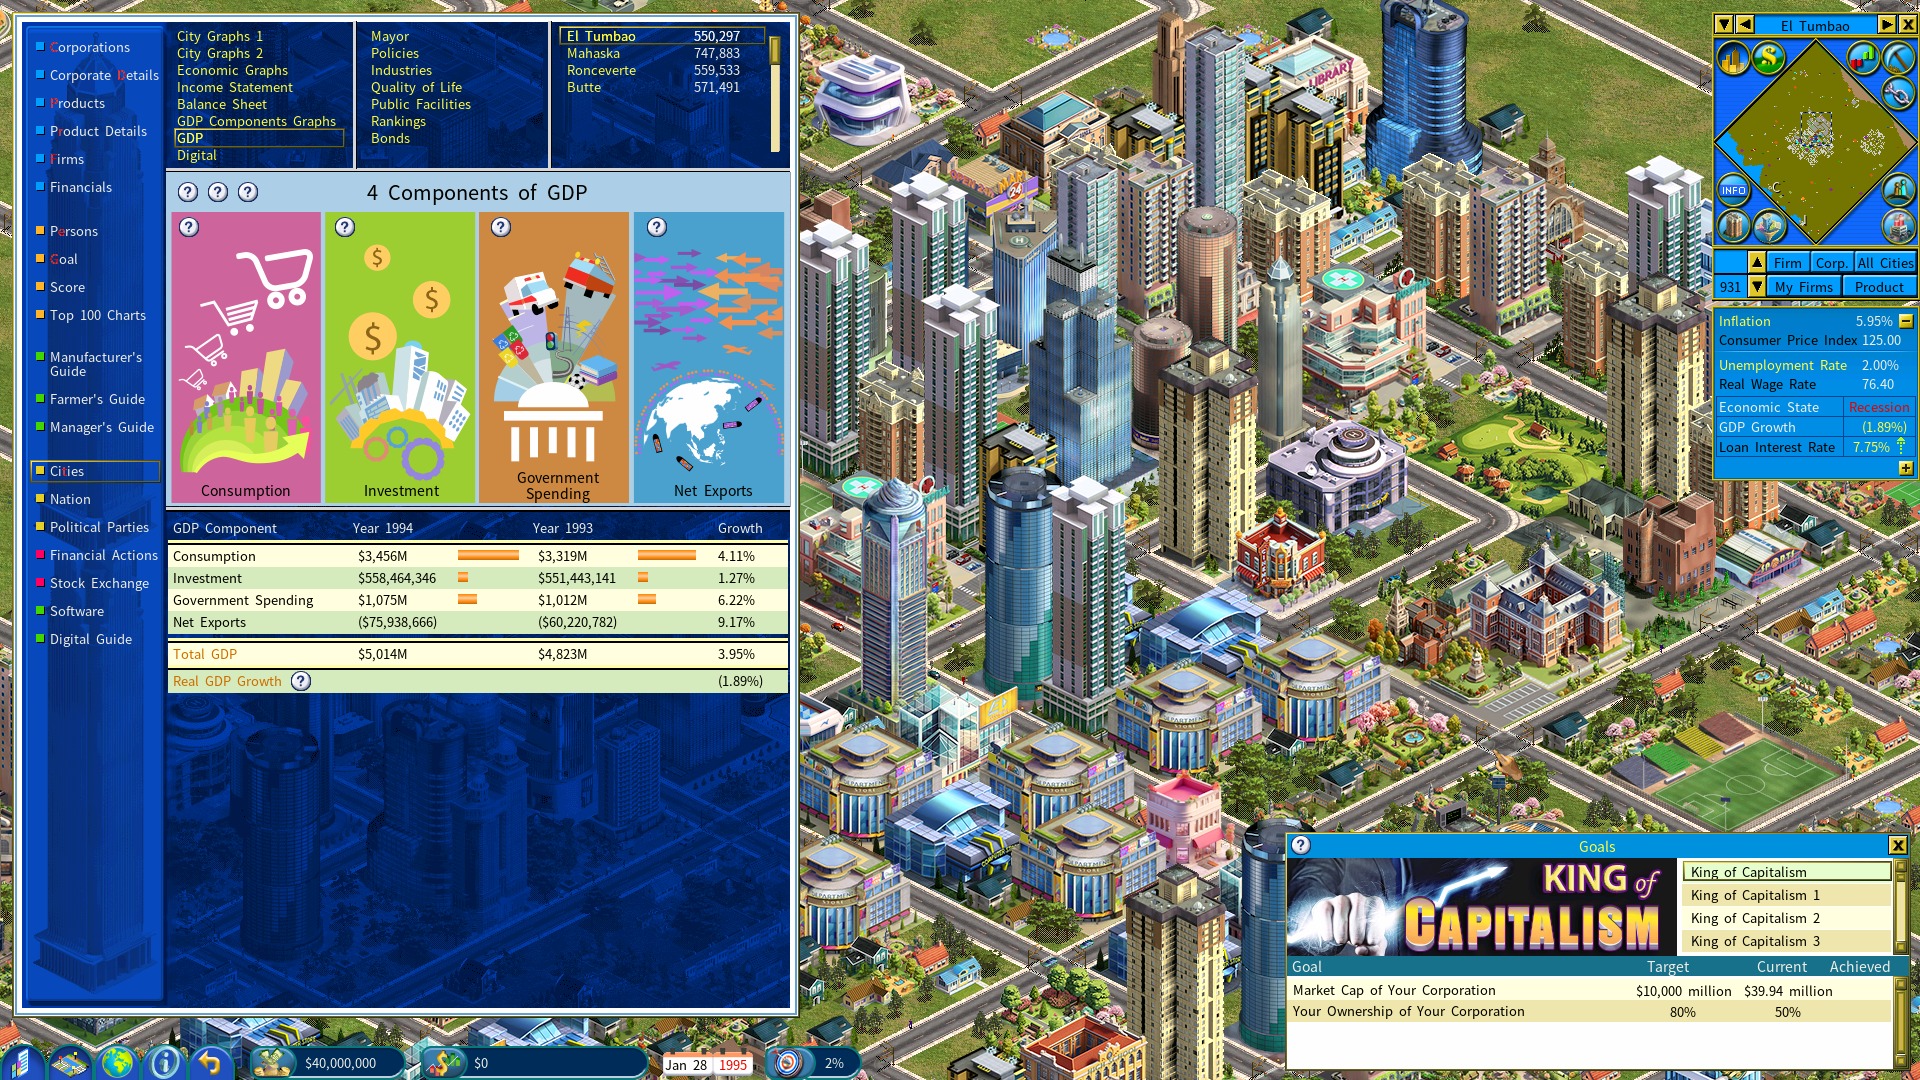 Corporations
Corporate Details
Products
Product Details
Firms
Financials
Persons
Goal
Score
Top 100 Charts
Manufacturer's
Guide
Farmer's Guide
Manager's Guide
Cities
Nation
Political Parties
Financial Actions
Stock Exchange
Software
Digital Guide
City Graphs 1
City Graphs 2
Economic Graphs
Income Statement
Balance Sheet
GDP Components Graphs
GDP
Digital
Mayor
Policies
Industries
Quality of Life
Public Facilities
Rankings
Bonds
El Tumbao 550,297
Mahaska 747,883
Ronceverte 559,533
Butte 571,491
? ? ? 4 Components of GDP
? ? ? ?
Consumption
Investment
Government
Spending
Net Exports
GDP Component Year 1994 Year 1993 Growth
Consumption $3,456M $3,319M 4.11%
Investment $558,464,346 $551,443,141 1.27%
Government Spending $1,075M $1,012M 6.22%
Net Exports ($75,938,666) ($60,220,782) 9.17%
Total GDP $5,014M $4,823M 3.95%
Real GDP Growth ? (1.89%)
LIBRARY
24
El Tumbao X
INFO
Firm Corp. All Cities
931 My Firms Product
Inflation 5.95%
Consumer Price Index 125.00
Unemployment Rate 2.00%
Real Wage Rate 76.40
Economic State Recession
GDP Growth (1.89%)
Loan Interest Rate 7.75%
? Goals X
KING of
CAPITALISM
King of Capitalism
King of Capitalism 1
King of Capitalism 2
King of Capitalism 3
Goal Target Current Achieved
Market Cap of Your Corporation $10,000 million $39.94 million
Your Ownership of Your Corporation 80% 50%
$40,000,000
$0
Jan 28 1995
2%